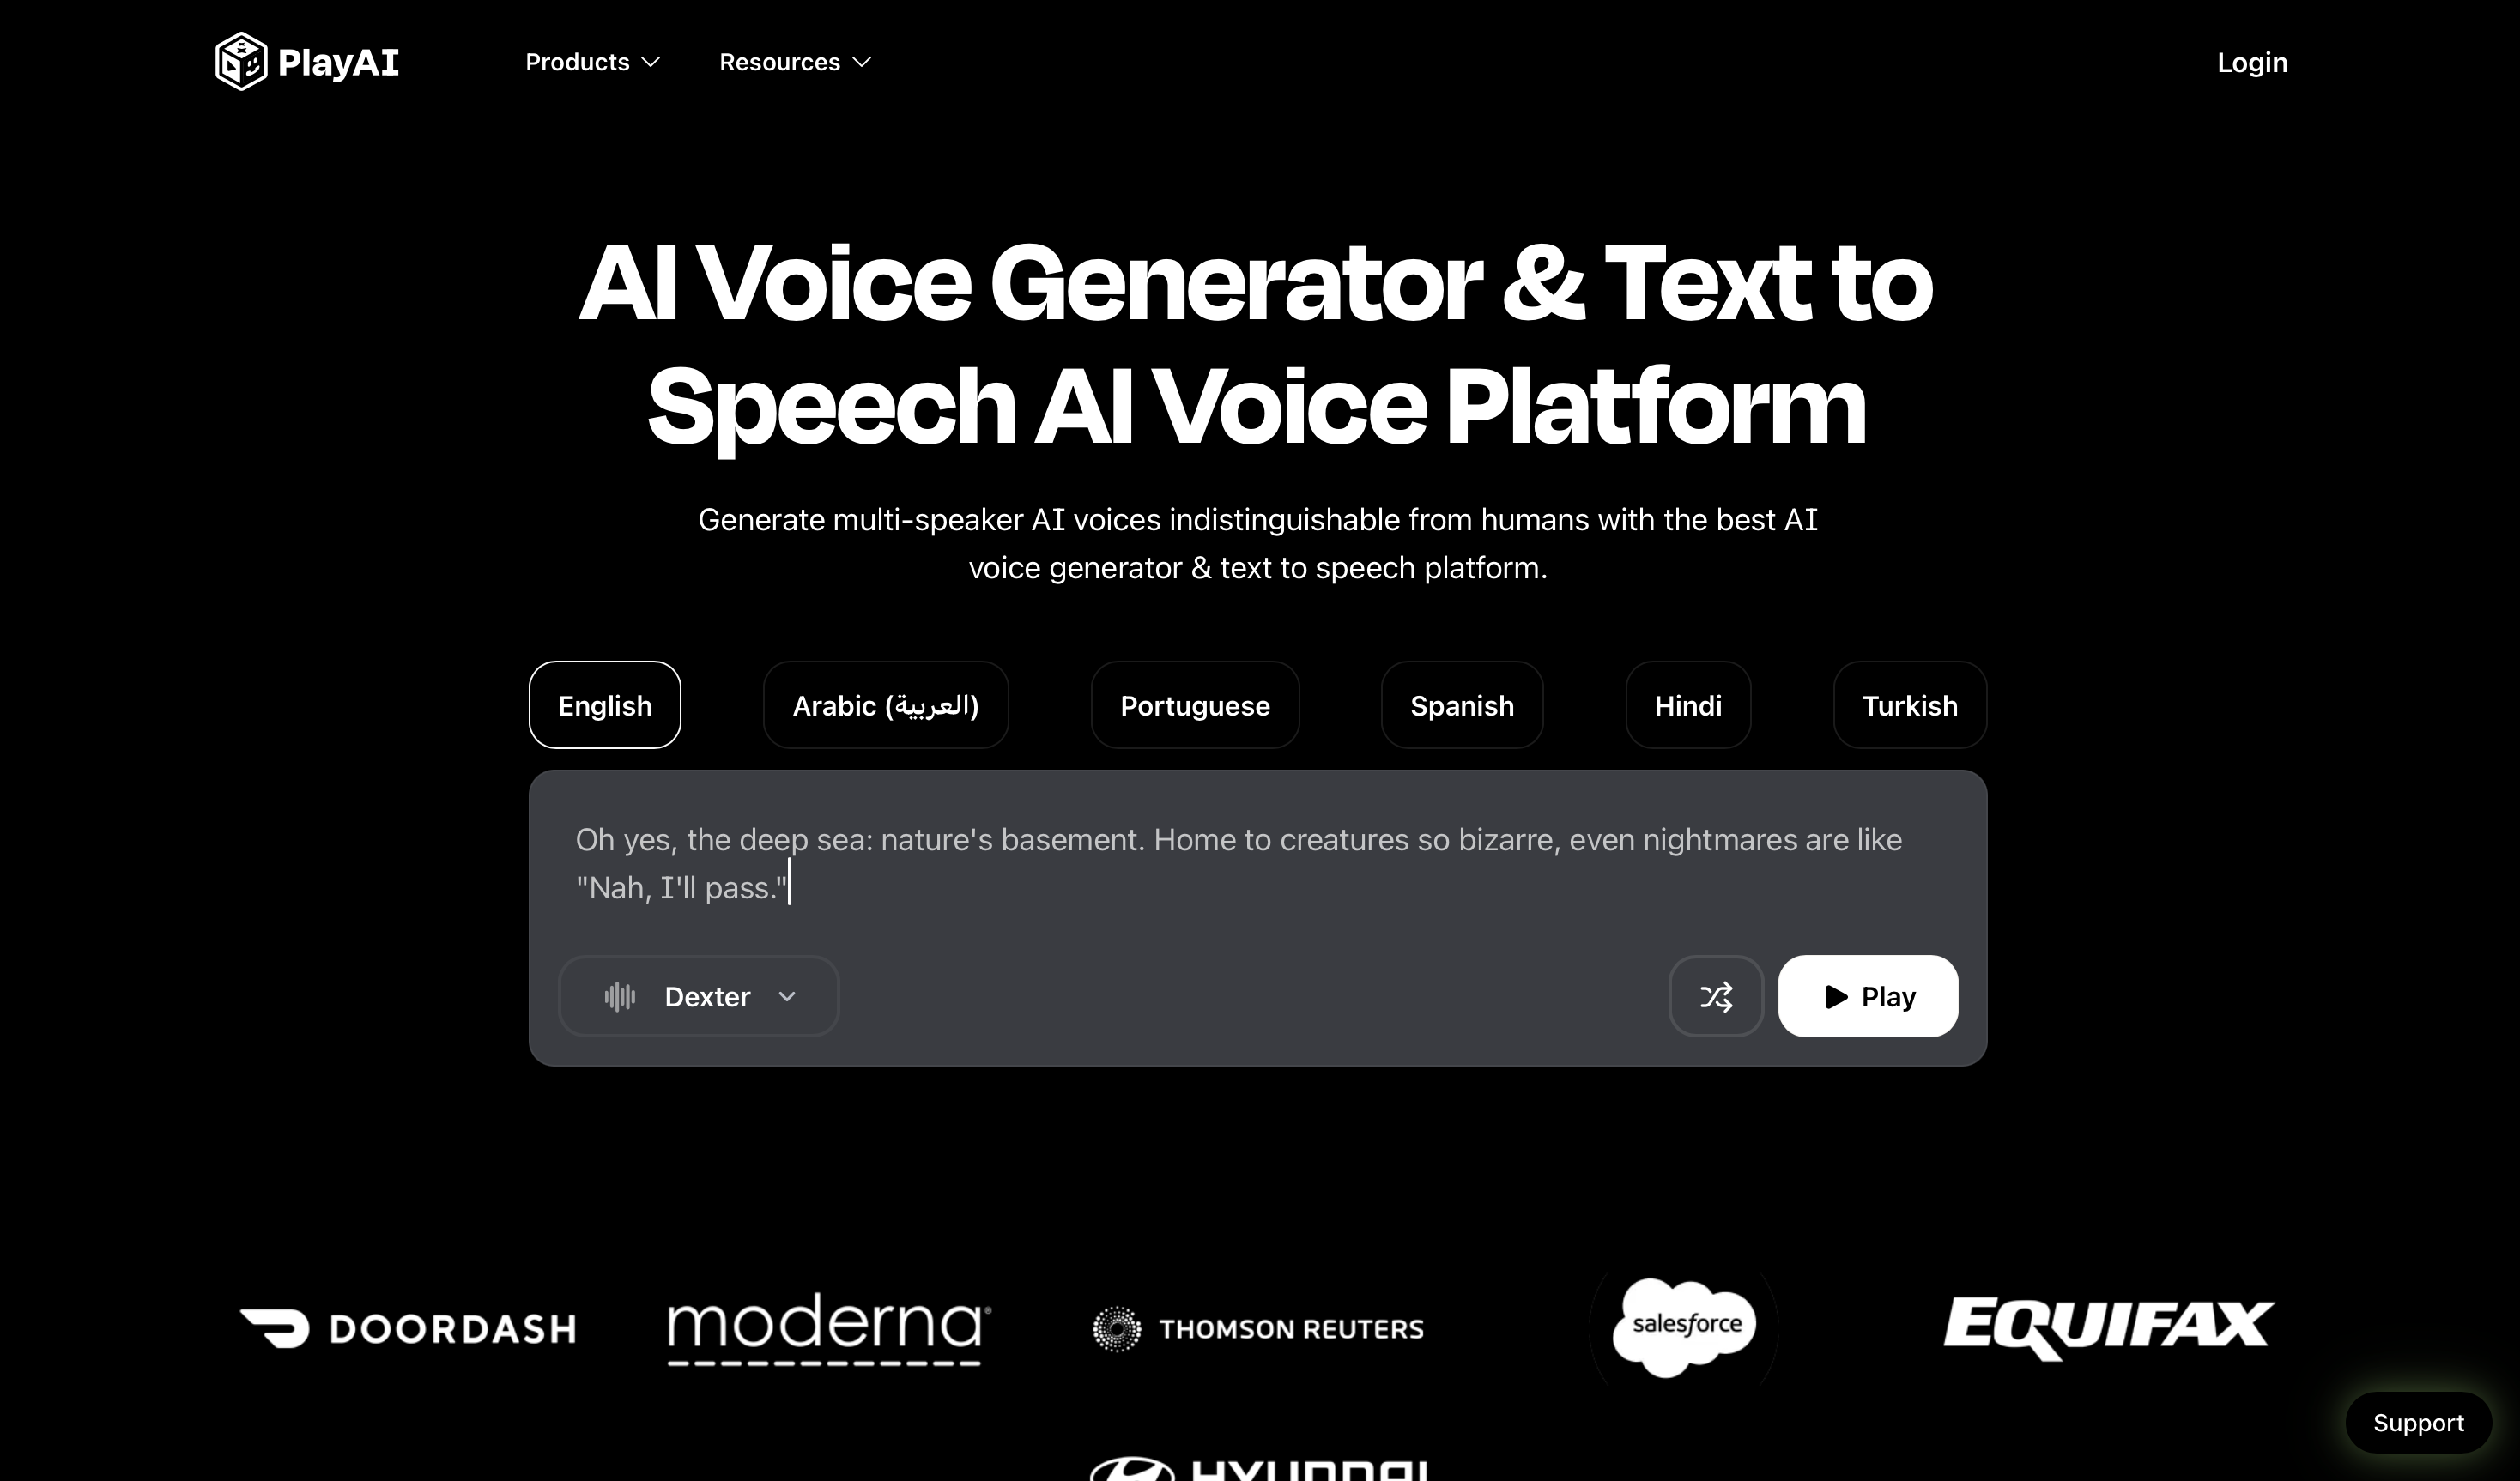 PlayAI
Products
Resources
Login
AI Voice Generator & Text to
Speech AI Voice Platform
Generate multi-speaker AI voices indistinguishable from humans with the best AI
voice generator & text to speech platform.
English
Arabic (العربية)
Portuguese
Spanish
Hindi
Turkish
Oh yes, the deep sea: nature's basement. Home to creatures so bizarre, even nightmares are like
"Nah, I'll pass."
Dexter
Play
DOORDASH
moderna®
THOMSON REUTERS
salesforce
EQUIFAX
Support
HYUNDAI